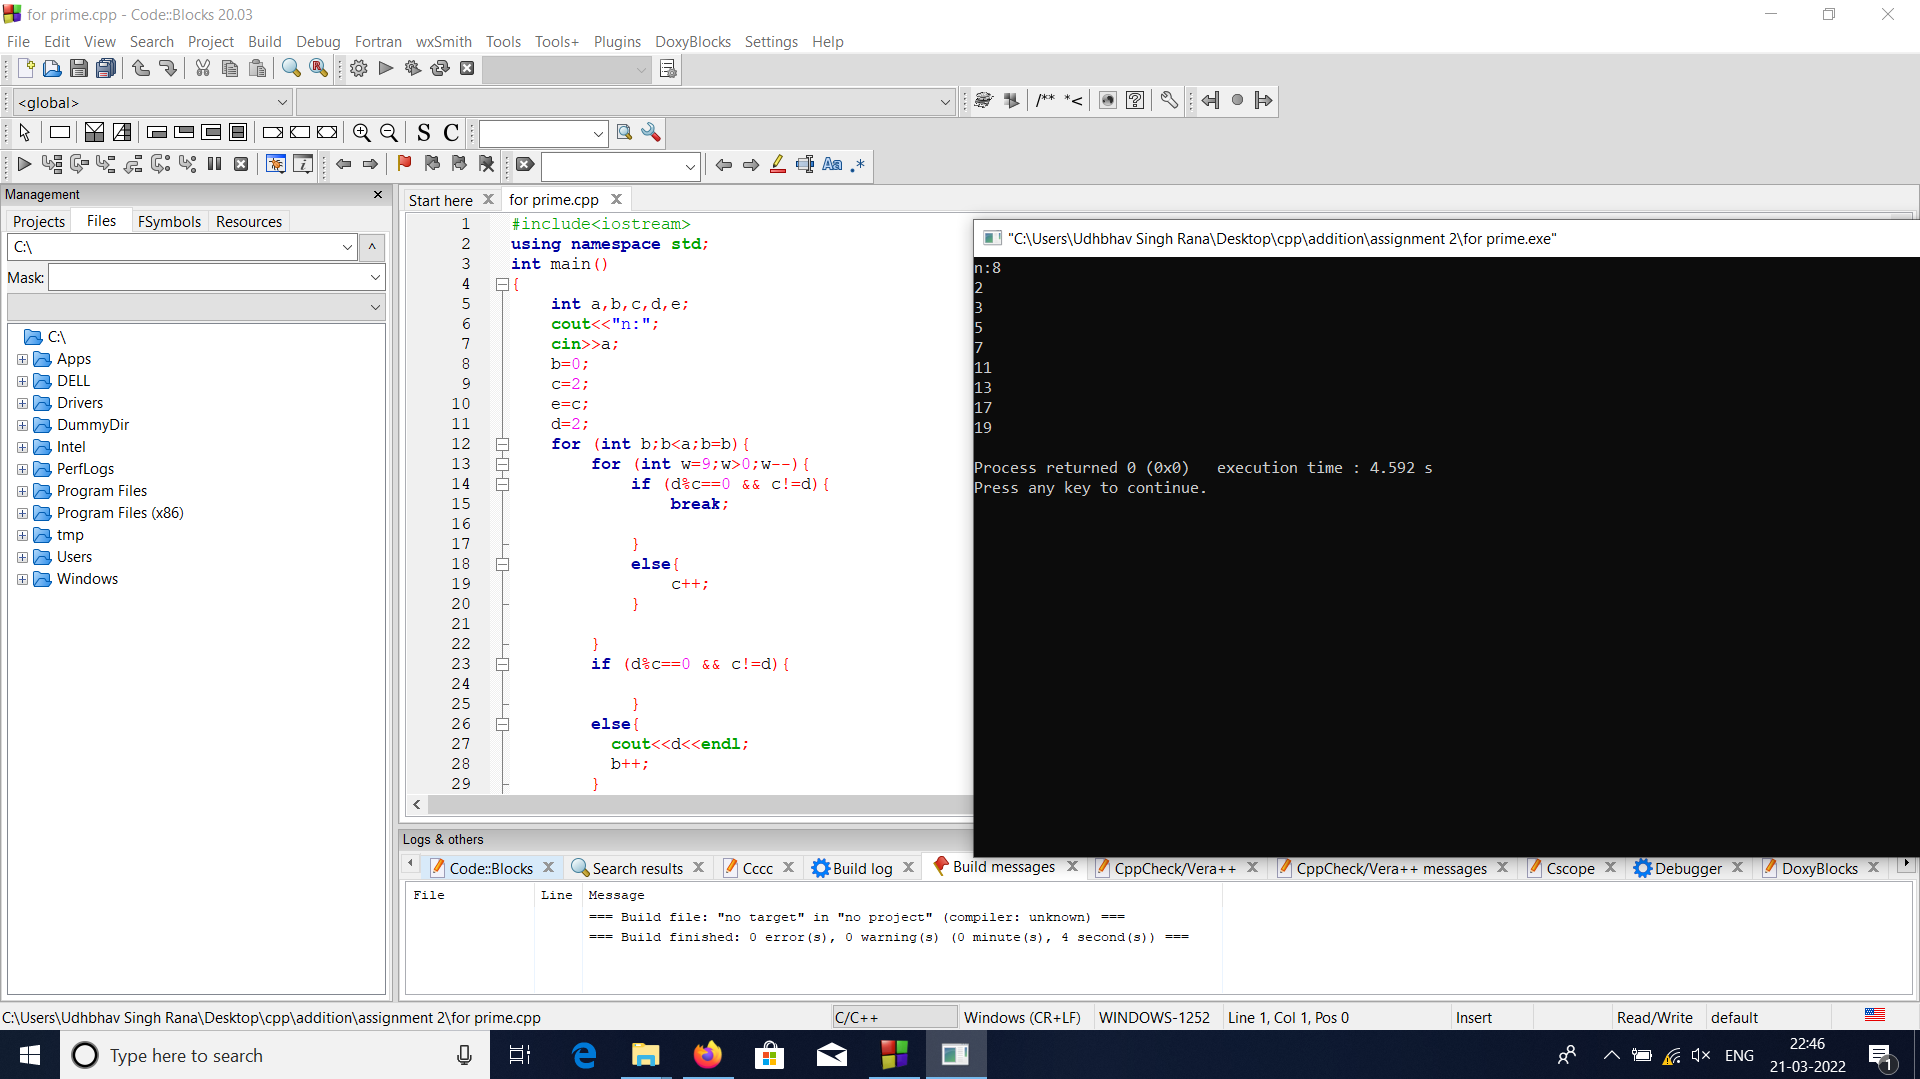 for prime.cpp - Code::Blocks 20.03
File Edit View Search Project Build Debug Fortran wxSmith Tools Tools+ Plugins DoxyBlocks Settings Help
<global>
/** *<
S C
Aa .*
Management
Projects Files FSymbols Resources
C:\
Mask:
C:\
Apps
DELL
Drivers
DummyDir
Intel
PerfLogs
Program Files
Program Files (x86)
tmp
Users
Windows
Start here for prime.cpp
1 #include<iostream>
2 using namespace std;
3 int main()
4 {
5 int a,b,c,d,e;
6 cout<<"n:";
7 cin>>a;
8 b=0;
9 c=2;
10 e=c;
11 d=2;
12 for (int b;b<a;b=b){
13 for (int w=9;w>0;w--){
14 if (d%c==0 && c!=d){
15 break;
16
17 }
18 else{
19 c++;
20 }
21
22 }
23 if (d%c==0 && c!=d){
24
25 }
26 else{
27 cout<<d<<endl;
28 b++;
29 }
"C:\Users\Udhbhav Singh Rana\Desktop\cpp\addition\assignment 2\for prime.exe"
n:8
2
3
5
7
11
13
17
19
Process returned 0 (0x0)   execution time : 4.592 s
Press any key to continue.
Logs & others
Code::Blocks Search results Cccc Build log Build messages CppCheck/Vera++ CppCheck/Vera++ messages Cscope Debugger DoxyBlocks
File Line Message
=== Build file: "no target" in "no project" (compiler: unknown) ===
=== Build finished: 0 error(s), 0 warning(s) (0 minute(s), 4 second(s)) ===
C:\Users\Udhbhav Singh Rana\Desktop\cpp\addition\assignment 2\for prime.cpp C/C++ Windows (CR+LF) WINDOWS-1252 Line 1, Col 1, Pos 0 Insert Read/Write default
Type here to search
ENG
22:46
21-03-2022
1